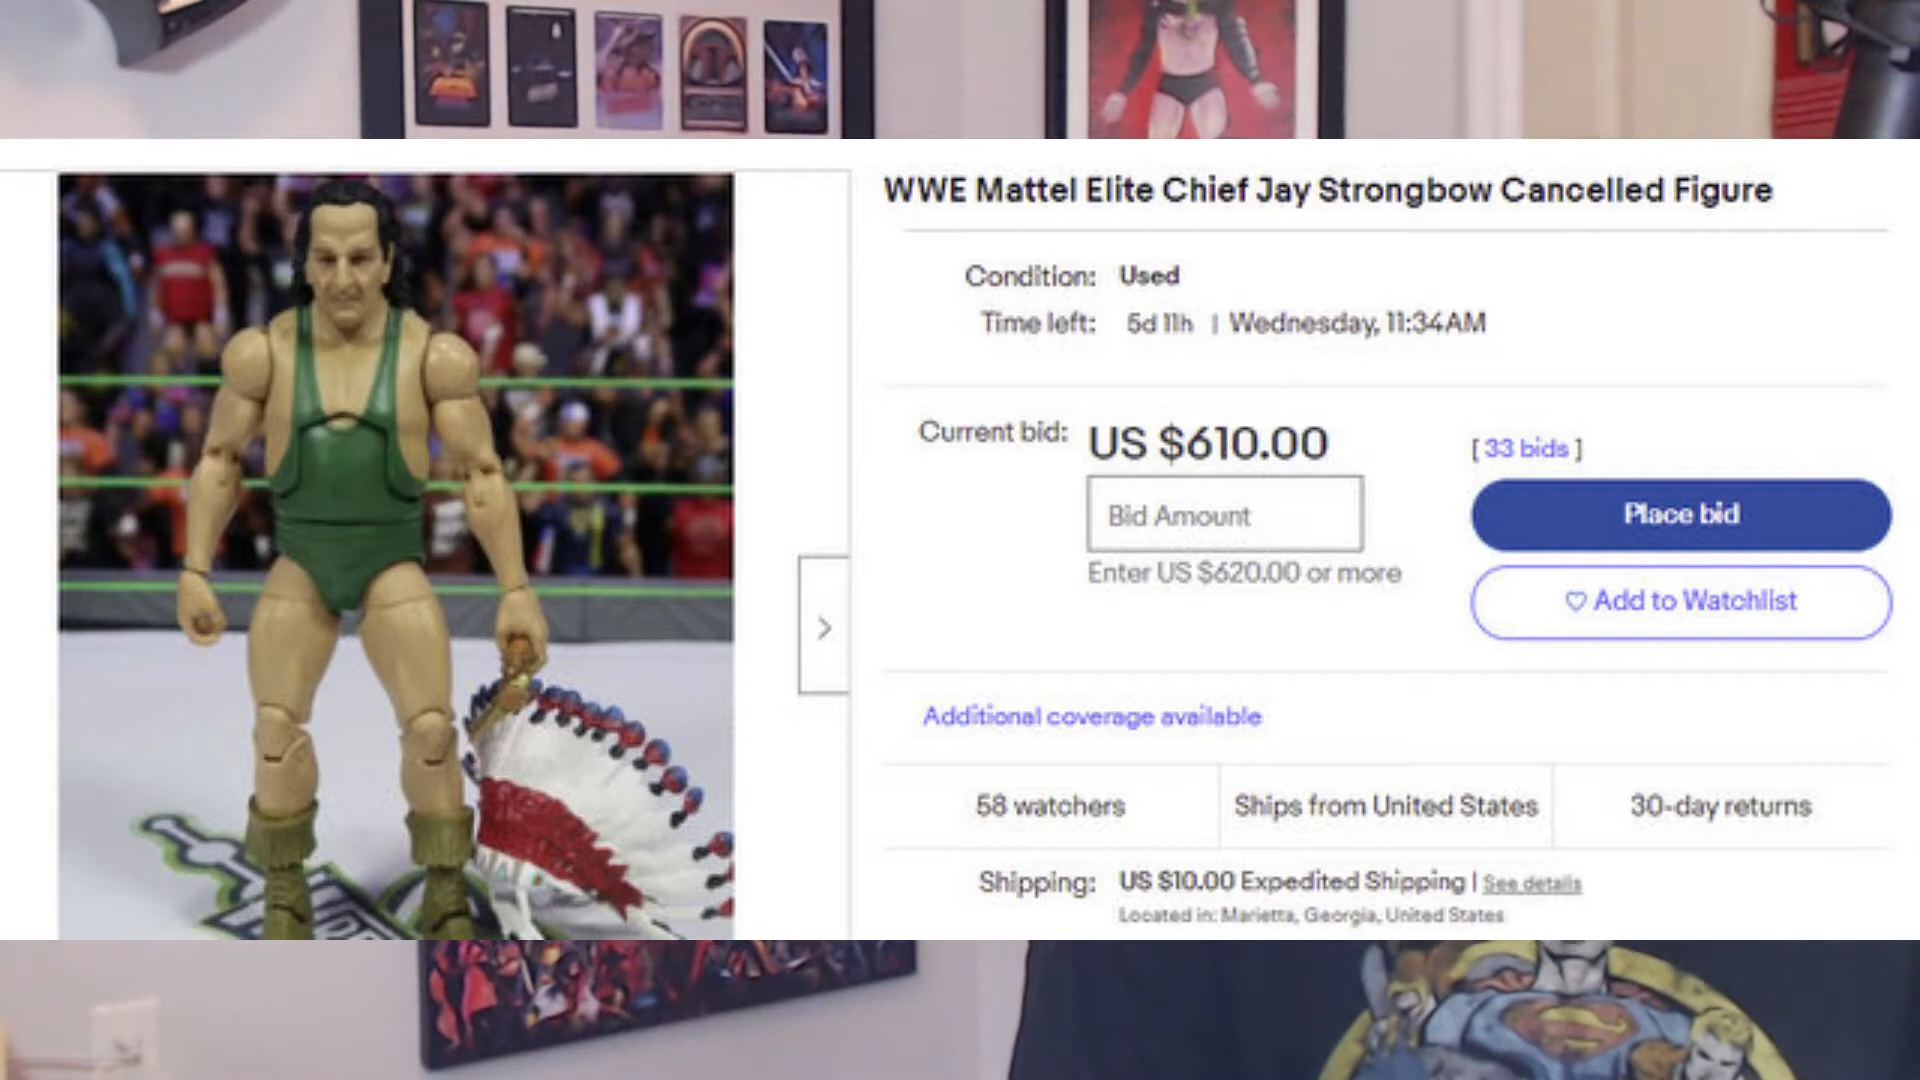 WWE Mattel Elite Chief Jay Strongbow Cancelled Figure
Condition: Used
Time left: 5d 11h | Wednesday, 11:34AM
Current bid: US $610.00 [ 33 bids ]
Bid Amount
Place bid
Enter US $620.00 or more
Add to Watchlist
Additional coverage available
58 watchers
Ships from United States
30-day returns
Shipping: US $10.00 Expedited Shipping | See details
Located in: Marietta, Georgia, United States